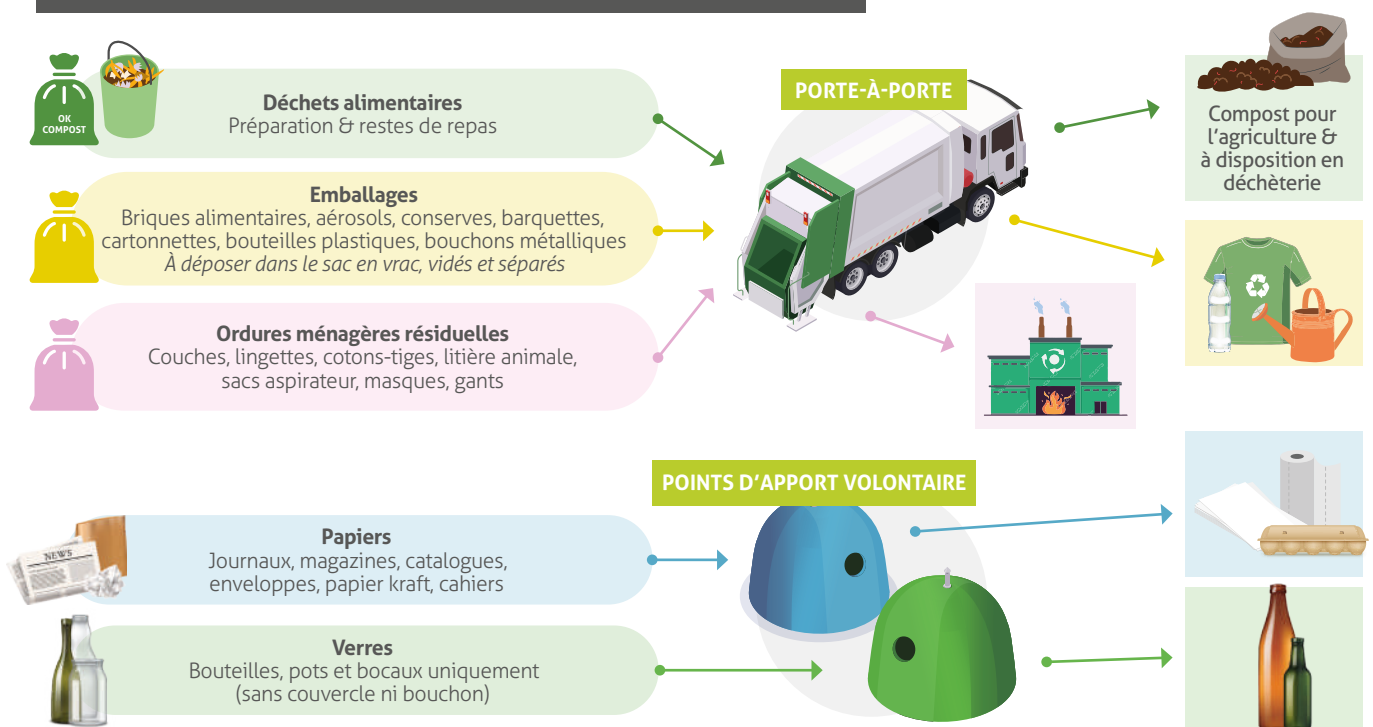 OK
COMPOST
Déchets alimentaires
Préparation & restes de repas
Emballages
Briques alimentaires, aérosols, conserves, barquettes,
cartonnettes, bouteilles plastiques, bouchons métalliques
À déposer dans le sac en vrac, vidés et séparés
Ordures ménagères résiduelles
Couches, lingettes, cotons-tiges, litière animale,
sacs aspirateur, masques, gants
PORTE-À-PORTE
Compost pour
l'agriculture &
à disposition en
déchèterie
POINTS D'APPORT VOLONTAIRE
NEWS
Papiers
Journaux, magazines, catalogues,
enveloppes, papier kraft, cahiers
Verres
Bouteilles, pots et bocaux uniquement
(sans couvercle ni bouchon)